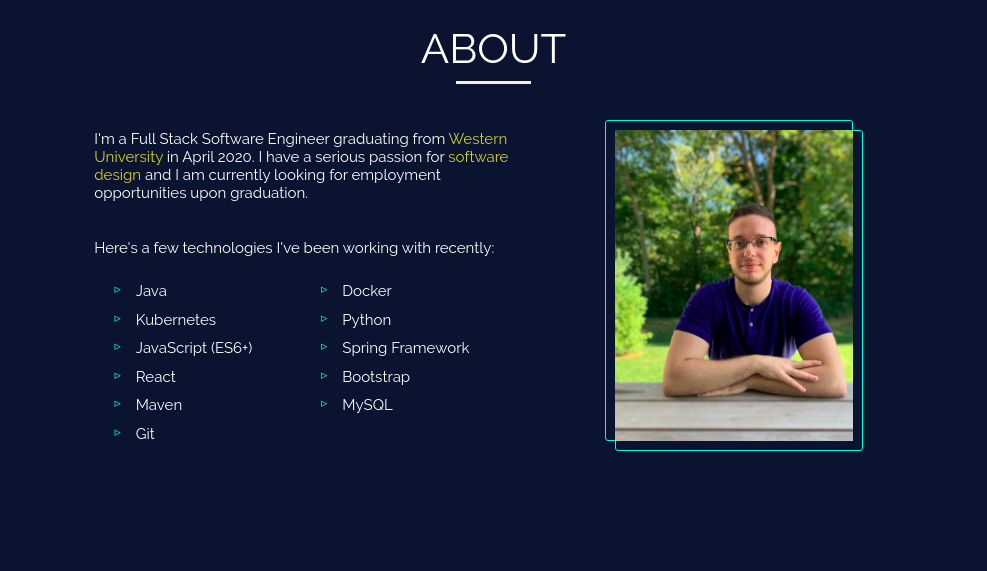 ABOUT
I'm a Full Stack Software Engineer graduating from Western
University in April 2020. I have a serious passion for software
design and I am currently looking for employment
opportunities upon graduation.
Here's a few technologies I've been working with recently:
Java
Kubernetes
JavaScript (ES6+)
React
Maven
Git
Docker
Python
Spring Framework
Bootstrap
MySQL